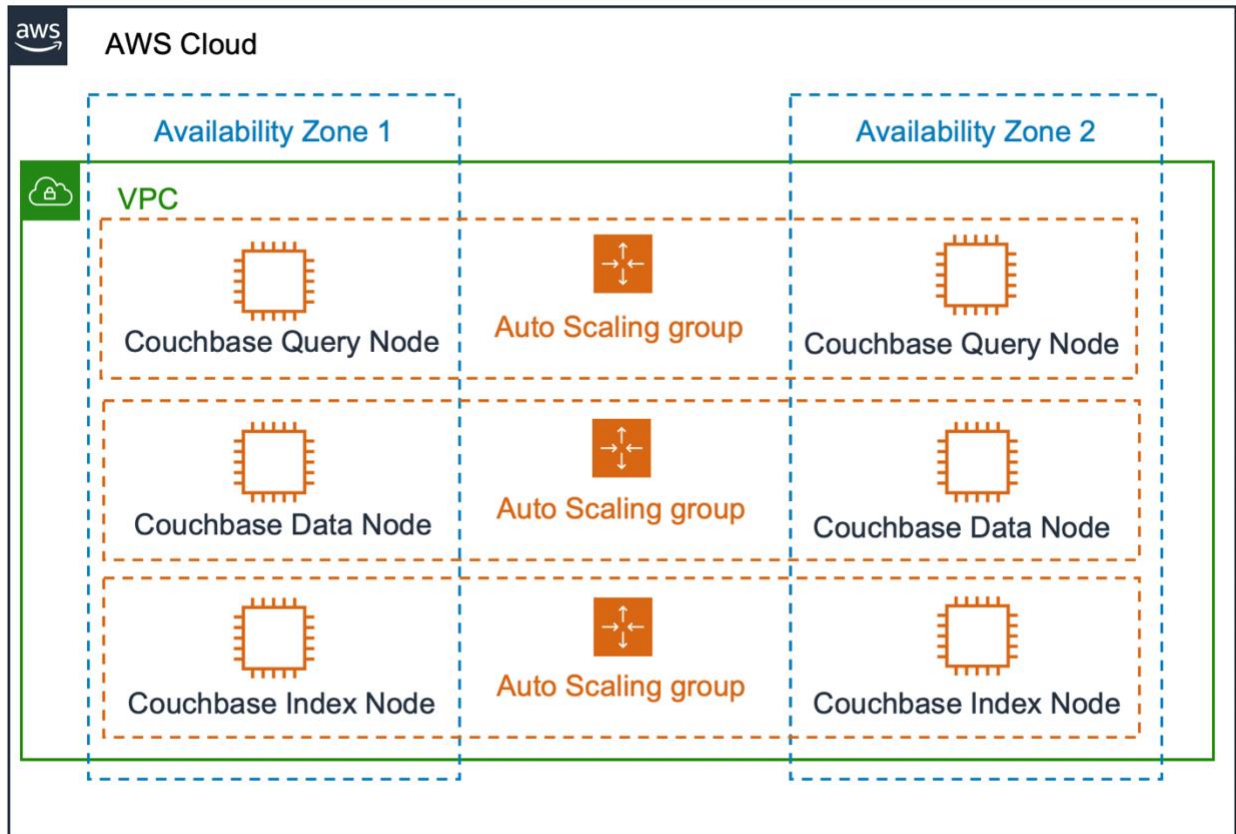 aws
AWS Cloud
Availability Zone 1
Availability Zone 2
VPC
Couchbase Query Node
Auto Scaling group
Couchbase Query Node
Couchbase Data Node
Auto Scaling group
Couchbase Data Node
Couchbase Index Node
Auto Scaling group
Couchbase Index Node